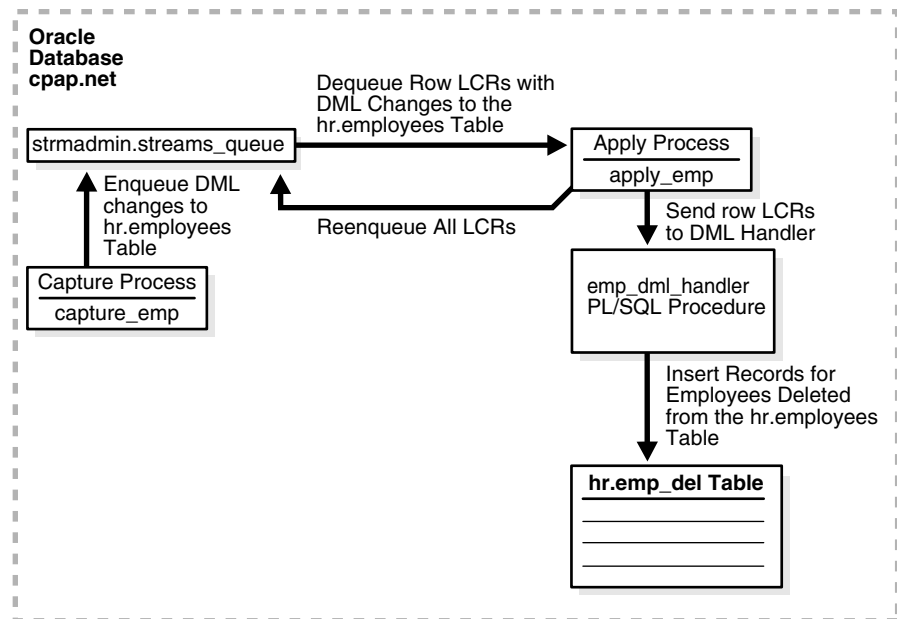 Oracle
Database
cpap.net
Dequeue Row LCRs with
DML Changes to the
hr.employees Table
strmadmin.streams_queue
Apply Process
apply_emp
Enqueue DML
changes to
hr.employees
Table
Reenqueue All LCRs
Send row LCRs
to DML Handler
Capture Process
capture_emp
emp_dml_handler
PL/SQL Procedure
Insert Records for
Employees Deleted
from the hr.employees
Table
hr.emp_del Table